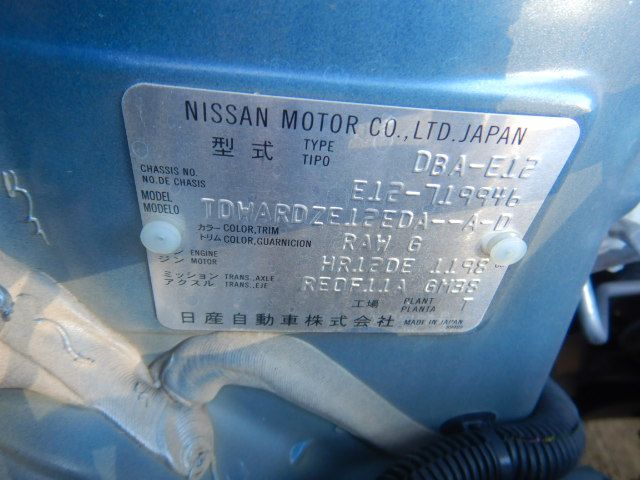 NISSAN MOTOR CO.,LTD.JAPAN
型式 TYPE TIPO DBA-E12
CHASSIS NO. NO.DE CHASIS E12-719946
MODEL MODELO TDWARDZE12EDA--A-D
カラー COLOR,TRIM トリム COLOR,GUARNICION RAW G
ENGINE ジン MOTOR HR12DE 1198
ミッション TRANS.AXLE アクスル TRANS.,EJE RE0F11A GM38
工場 PLANT PLANTA T
日産自動車株式会社 MADE IN JAPAN